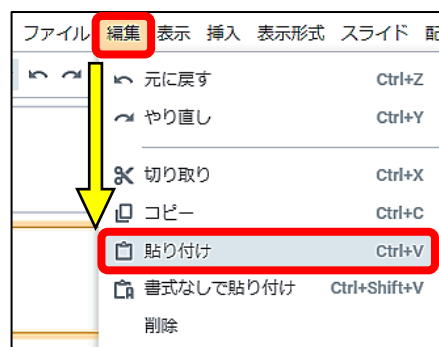 ファイル 編集 表示 挿入 表示形式 スライド 配
元に戻す Ctrl+Z
やり直し Ctrl+Y
切り取り Ctrl+X
コピー Ctrl+C
貼り付け Ctrl+V
書式なしで貼り付け Ctrl+Shift+V
削除